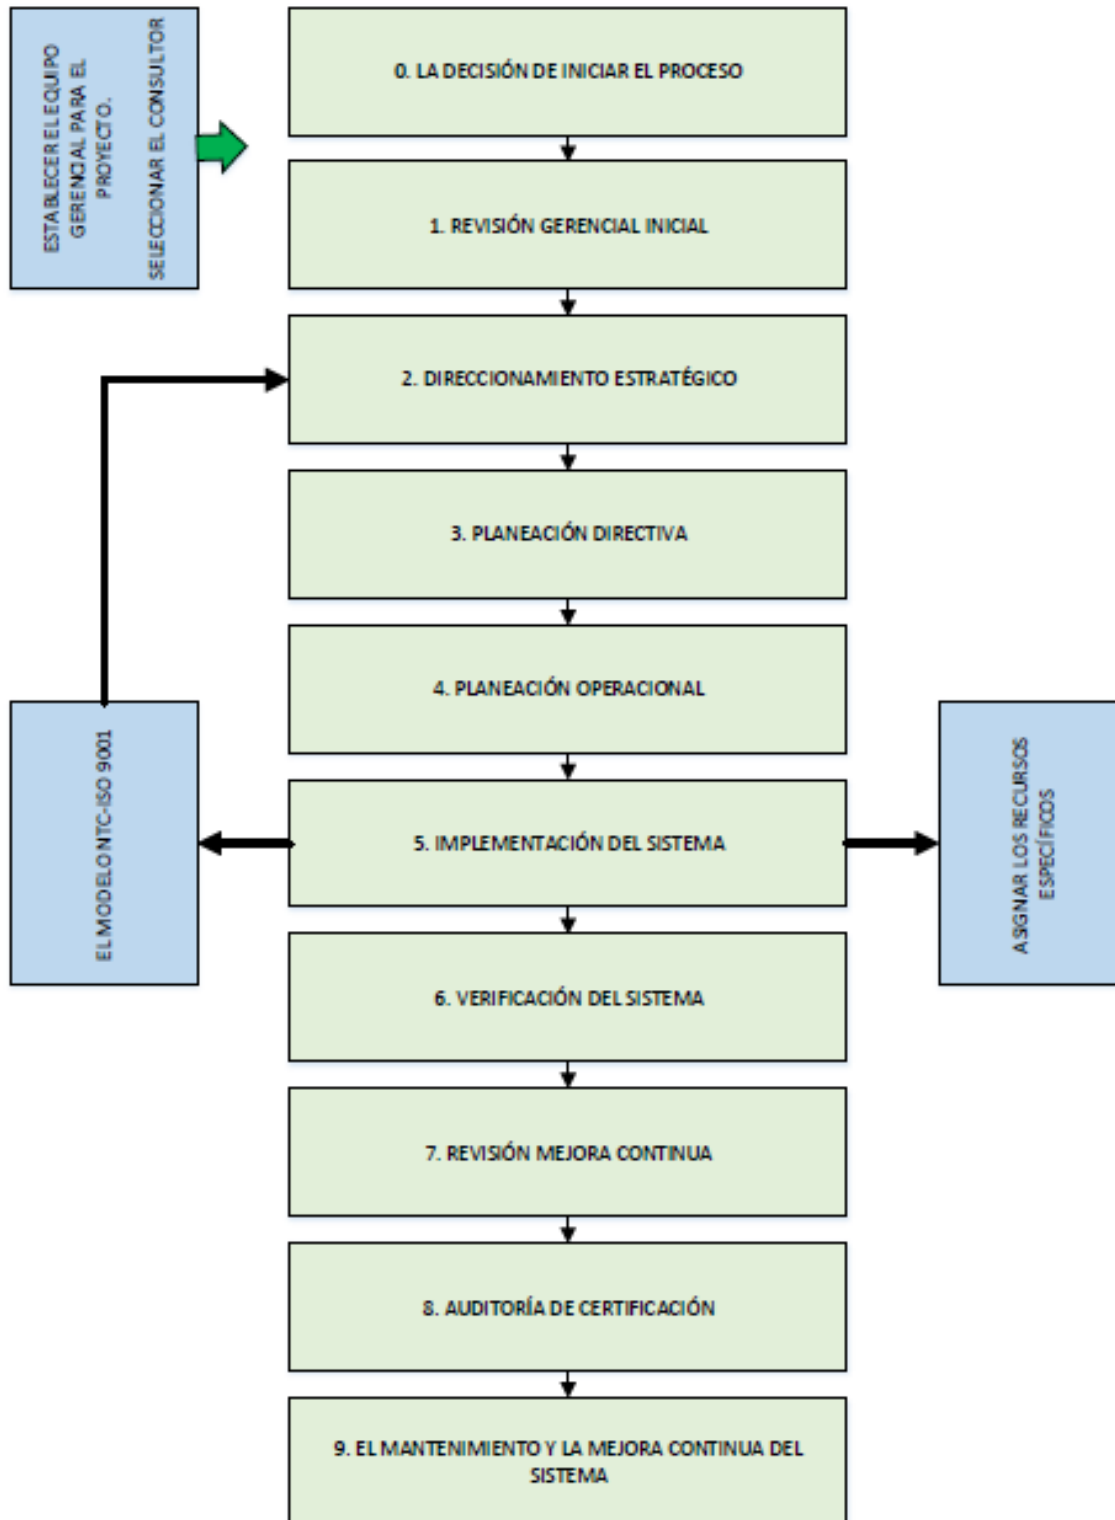 ESTABLECER EL EQUIPO
GERENCIAL PARA EL
PROYECTO.
SELECCIONAR EL CONSULTOR
0. LA DECISIÓN DE INICIAR EL PROCESO
1. REVISIÓN GERENCIAL INICIAL
2. DIRECCIONAMIENTO ESTRATÉGICO
3. PLANEACIÓN DIRECTIVA
4. PLANEACIÓN OPERACIONAL
EL MODELO NTC-ISO 9001
5. IMPLEMENTACIÓN DEL SISTEMA
ASIGNAR LOS RECURSOS
ESPECÍFICOS
6. VERIFICACIÓN DEL SISTEMA
7. REVISIÓN MEJORA CONTINUA
8. AUDITORÍA DE CERTIFICACIÓN
9. EL MANTENIMIENTO Y LA MEJORA CONTINUA DEL
SISTEMA